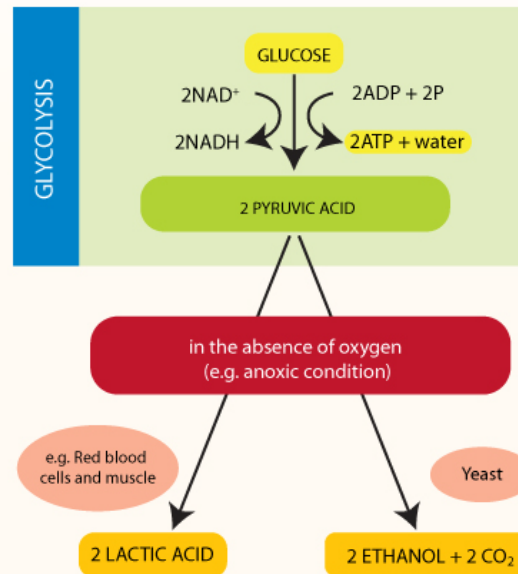 GLYCOLYSIS
GLUCOSE
2NAD⁺
2ADP + 2P
2NADH
2ATP + water
2 PYRUVIC ACID
in the absence of oxygen
(e.g. anoxic condition)
e.g. Red blood
cells and muscle
Yeast
2 LACTIC ACID
2 ETHANOL + 2 CO₂